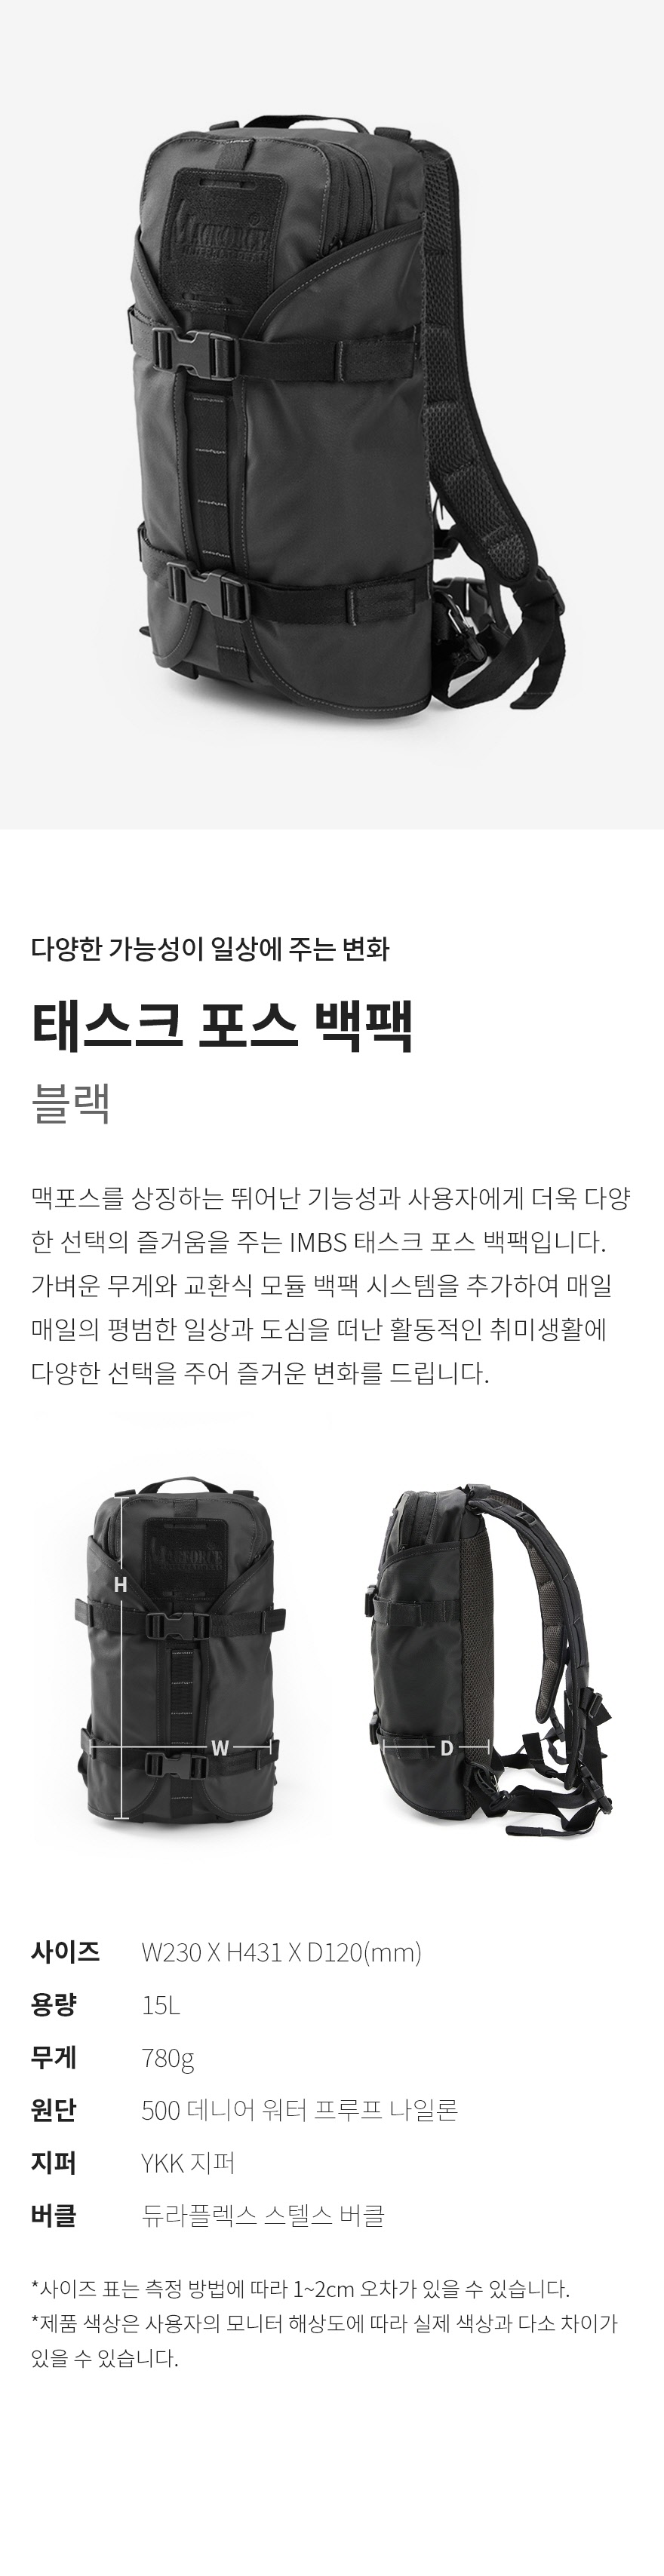 MAGFORCE
다양한 가능성이 일상에 주는 변화
태스크 포스 백팩
블랙
맥포스를 상징하는 뛰어난 기능성과 사용자에게 더욱 다양
한 선택의 즐거움을 주는 IMBS 태스크 포스 백팩입니다.
가벼운 무게와 교환식 모듈 백팩 시스템을 추가하여 매일
매일의 평범한 일상과 도심을 떠난 활동적인 취미생활에
다양한 선택을 주어 즐거운 변화를 드립니다.
MAGFORCE
H
W
D
사이즈 W230 X H431 X D120(mm)
용량 15L
무게 780g
원단 500 데니어 워터 프루프 나일론
지퍼 YKK 지퍼
버클 듀라플렉스 스텔스 버클
*사이즈 표는 측정 방법에 따라 1~2cm 오차가 있을 수 있습니다.
*제품 색상은 사용자의 모니터 해상도에 따라 실제 색상과 다소 차이가
있을 수 있습니다.